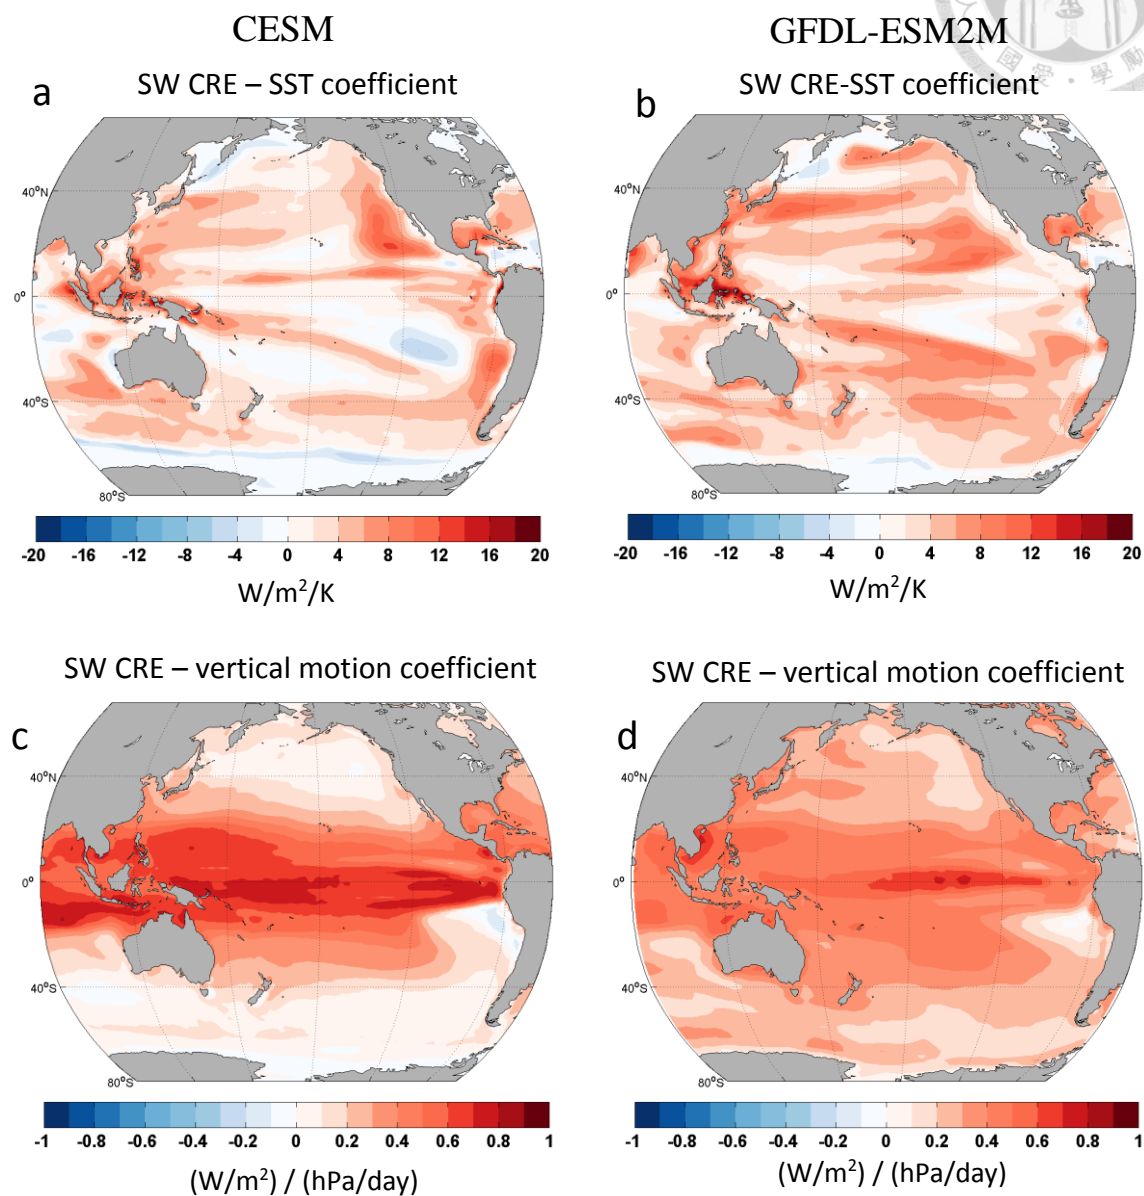 CESM
GFDL-ESM2M
國 愛 · 學 勵
a
SW CRE – SST coefficient
b
SW CRE-SST coefficient
40°N
0°
40°S
80°S
40°N
0°
40°S
80°S
-20 -16 -12 -8 -4 0 4 8 12 16 20
W/m²/K
-20 -16 -12 -8 -4 0 4 8 12 16 20
W/m²/K
SW CRE – vertical motion coefficient
c
SW CRE – vertical motion coefficient
d
40°N
0°
40°S
80°S
40°N
0°
40°S
80°S
-1 -0.8 -0.6 -0.4 -0.2 0 0.2 0.4 0.6 0.8 1
(W/m²) / (hPa/day)
-1 -0.8 -0.6 -0.4 -0.2 0 0.2 0.4 0.6 0.8 1
(W/m²) / (hPa/day)